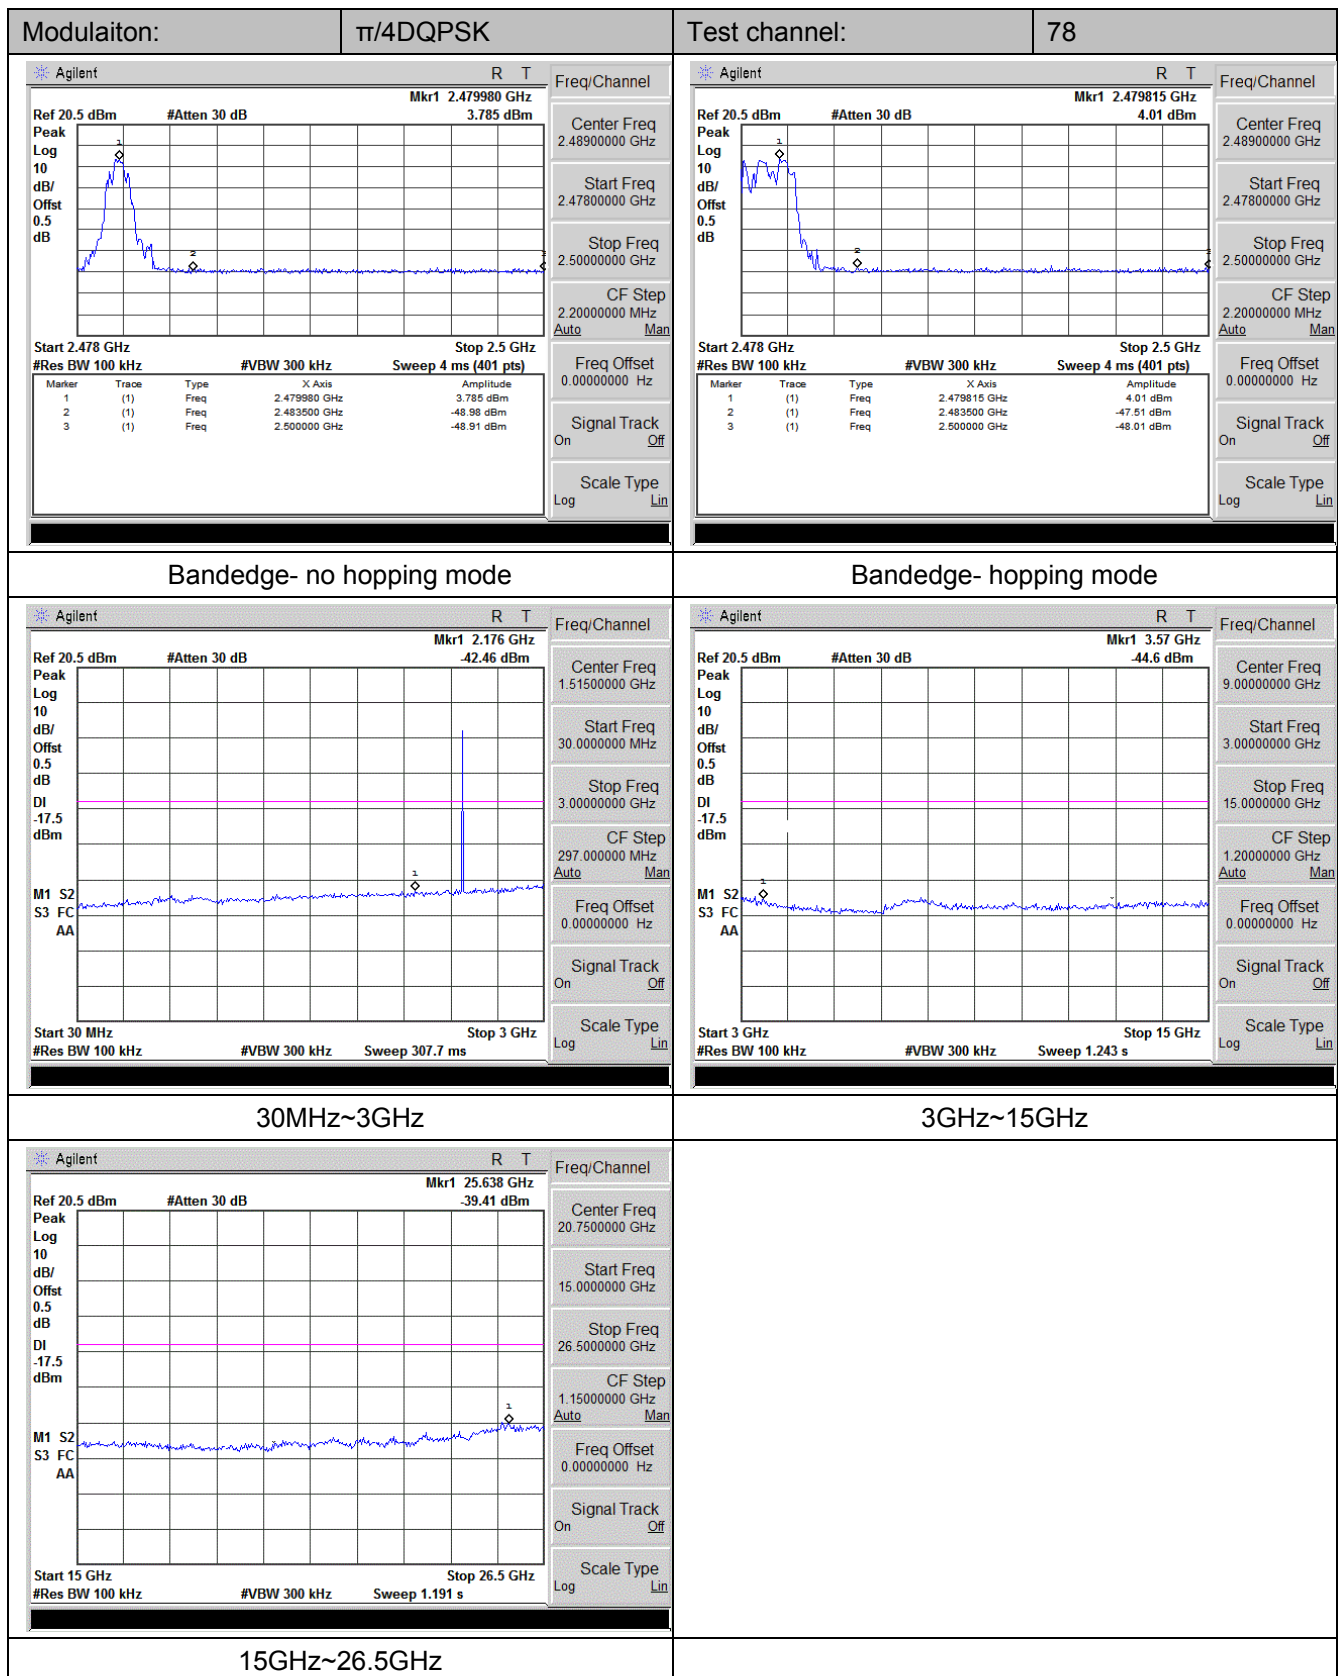 Modulaiton: π/4DQPSK Test channel: 78
Agilent R T Freq/Channel
Mkr1 2.479980 GHz
Ref 20.5 dBm #Atten 30 dB 3.785 dBm
Peak
Log
10
dB/
Offst
0.5
dB
1
2
Center Freq
2.48900000 GHz
Start Freq
2.47800000 GHz
Stop Freq
2.50000000 GHz
CF Step
2.20000000 MHz
Auto Man
Freq Offset
0.00000000 Hz
Signal Track
On Off
Scale Type
Log Lin
Start 2.478 GHz Stop 2.5 GHz
#Res BW 100 kHz #VBW 300 kHz Sweep 4 ms (401 pts)
Marker Trace Type X Axis Amplitude
1 (1) Freq 2.479980 GHz 3.785 dBm
2 (1) Freq 2.483500 GHz -48.98 dBm
3 (1) Freq 2.500000 GHz -48.91 dBm
Agilent R T Freq/Channel
Mkr1 2.479815 GHz
Ref 20.5 dBm #Atten 30 dB 4.01 dBm
Peak
Log
10
dB/
Offst
0.5
dB
1
2
Center Freq
2.48900000 GHz
Start Freq
2.47800000 GHz
Stop Freq
2.50000000 GHz
CF Step
2.20000000 MHz
Auto Man
Freq Offset
0.00000000 Hz
Signal Track
On Off
Scale Type
Log Lin
Start 2.478 GHz Stop 2.5 GHz
#Res BW 100 kHz #VBW 300 kHz Sweep 4 ms (401 pts)
Marker Trace Type X Axis Amplitude
1 (1) Freq 2.479815 GHz 4.01 dBm
2 (1) Freq 2.483500 GHz -47.51 dBm
3 (1) Freq 2.500000 GHz -48.01 dBm
Bandedge- no hopping mode Bandedge- hopping mode
Agilent R T Freq/Channel
Mkr1 2.176 GHz
Ref 20.5 dBm #Atten 30 dB -42.46 dBm
Peak
Log
10
dB/
Offst
0.5
dB
DI
-17.5
dBm
1
M1 S2
S3 FC
AA
Center Freq
1.51500000 GHz
Start Freq
30.0000000 MHz
Stop Freq
3.00000000 GHz
CF Step
297.000000 MHz
Auto Man
Freq Offset
0.00000000 Hz
Signal Track
On Off
Scale Type
Log Lin
Start 30 MHz Stop 3 GHz
#Res BW 100 kHz #VBW 300 kHz Sweep 307.7 ms
Agilent R T Freq/Channel
Mkr1 3.57 GHz
Ref 20.5 dBm #Atten 30 dB -44.6 dBm
Peak
Log
10
dB/
Offst
0.5
dB
DI
-17.5
dBm
1
M1 S2
S3 FC
AA
Center Freq
9.00000000 GHz
Start Freq
3.00000000 GHz
Stop Freq
15.0000000 GHz
CF Step
1.20000000 GHz
Auto Man
Freq Offset
0.00000000 Hz
Signal Track
On Off
Scale Type
Log Lin
Start 3 GHz Stop 15 GHz
#Res BW 100 kHz #VBW 300 kHz Sweep 1.243 s
30MHz~3GHz 3GHz~15GHz
Agilent R T Freq/Channel
Mkr1 25.638 GHz
Ref 20.5 dBm #Atten 30 dB -39.41 dBm
Peak
Log
10
dB/
Offst
0.5
dB
DI
-17.5
dBm
1
M1 S2
S3 FC
AA
Center Freq
20.7500000 GHz
Start Freq
15.0000000 GHz
Stop Freq
26.5000000 GHz
CF Step
1.15000000 GHz
Auto Man
Freq Offset
0.00000000 Hz
Signal Track
On Off
Scale Type
Log Lin
Start 15 GHz Stop 26.5 GHz
#Res BW 100 kHz #VBW 300 kHz Sweep 1.191 s
15GHz~26.5GHz